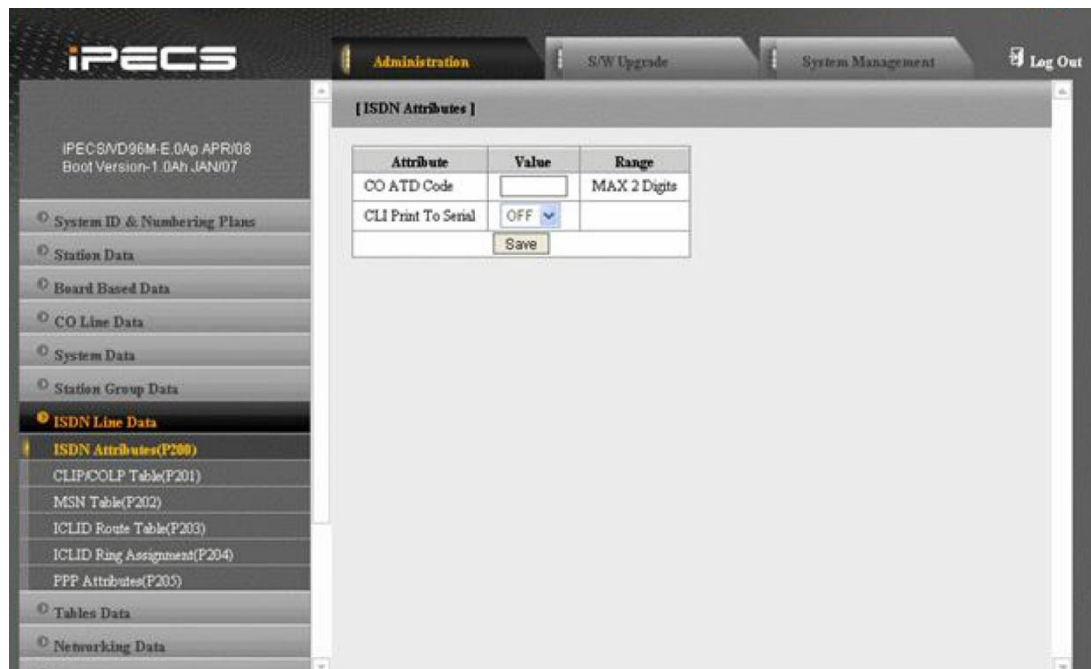 iPECS
Administration
S/W Upgrade
System Management
Log Out
[ ISDN Attributes ]
iPECS/VD96M-E.0Ap APR/08
Boot Version-1.0Ah JAN/07
Attribute Value Range
CO ATD Code MAX 2 Digits
CLI Print To Serial OFF
Save
System ID & Numbering Plans
Station Data
Board Based Data
CO Line Data
System Data
Station Group Data
ISDN Line Data
ISDN Attributes(P200)
CLIP/COLP Table(P201)
MSN Table(P202)
ICLID Route Table(P203)
ICLID Ring Assignment(P204)
PPP Attributes(P205)
Tables Data
Networking Data